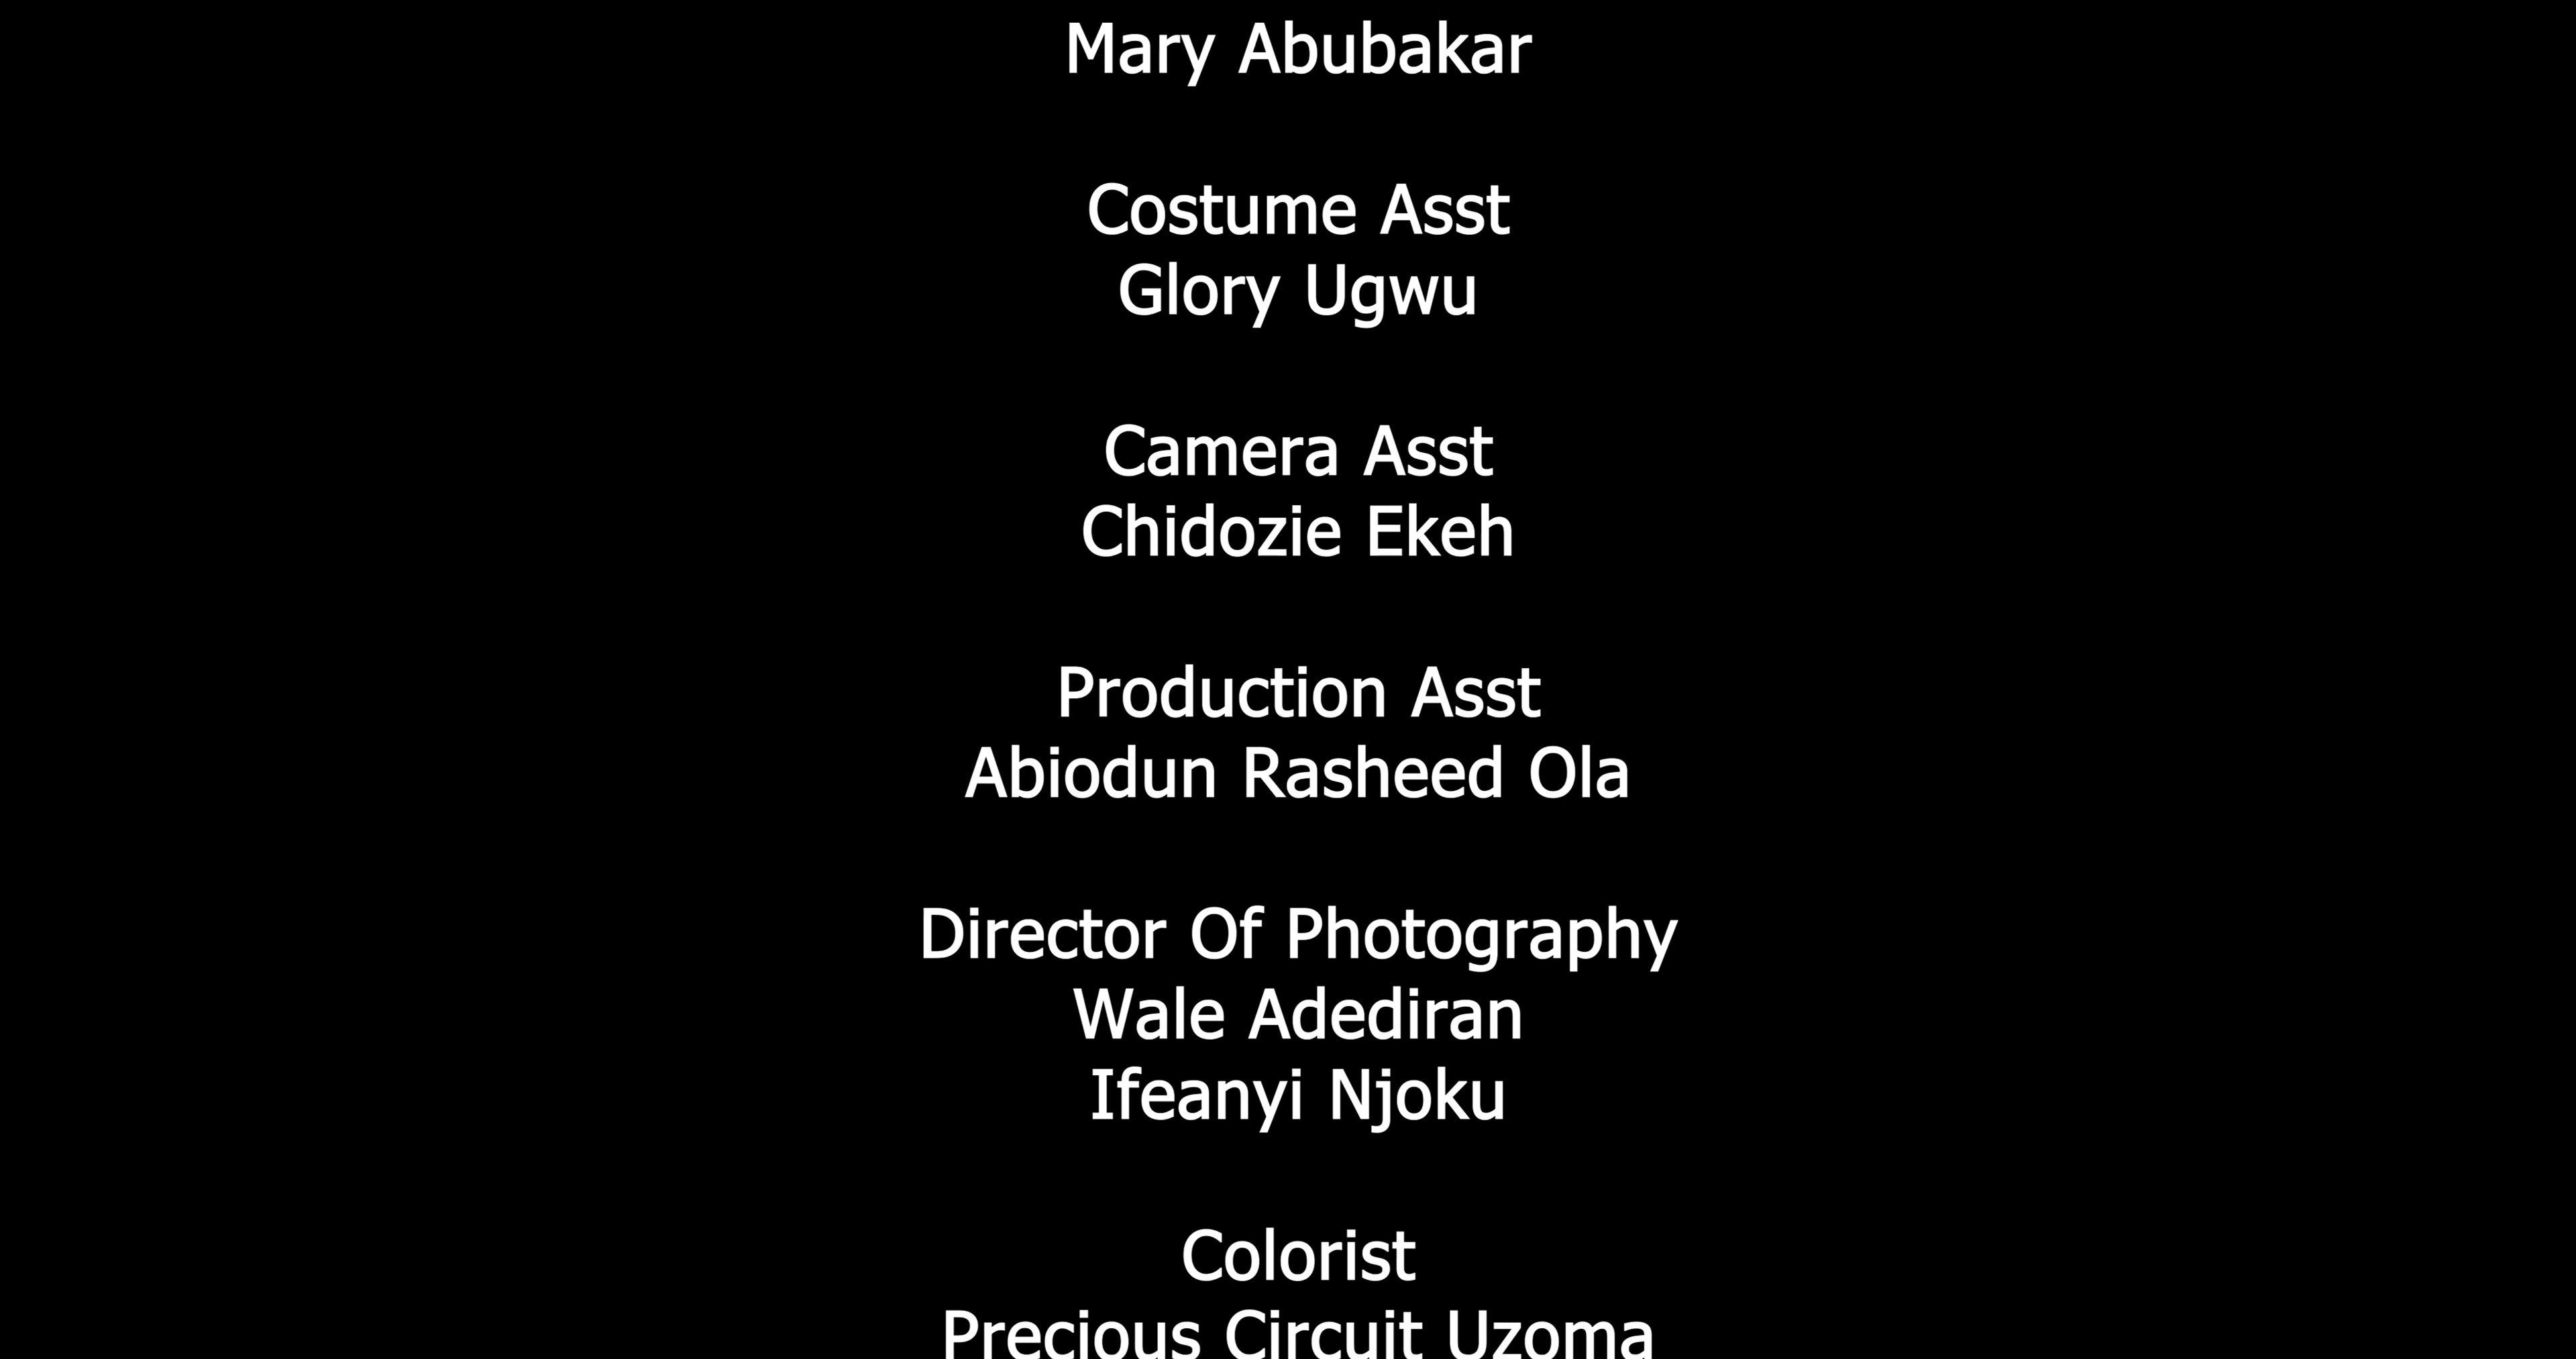 Mary Abubakar
Costume Asst
Glory Ugwu
Camera Asst
Chidozie Ekeh
Production Asst
Abiodun Rasheed Ola
Director Of Photography
Wale Adediran
Ifeanyi Njoku
Colorist
Precious Circuit Uzoma